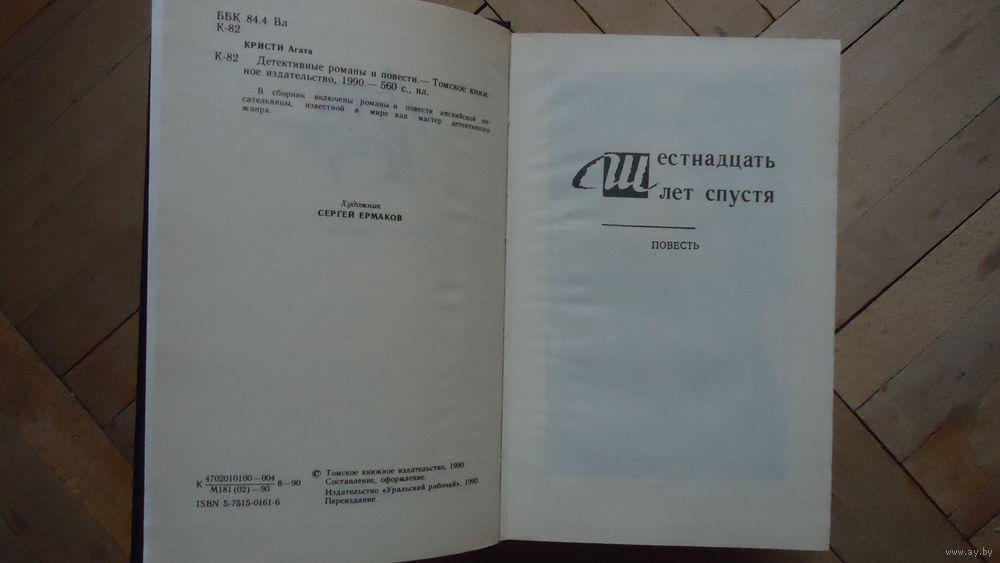 ББК 84.4 Вл
К-82
КРИСТИ Агата
К-82 Детективные романы и повести.— Томское книж-
ное издательство, 1990.— 560 с., ил.
В сборник включены романы и повести английской пи-
сательницы, известной в мире как мастер детективного
жанра.
Художник
СЕРГЕЙ ЕРМАКОВ
К 4702010100—004 8—90
М181(02)—90
ISBN 5-7515-0161-6
© Томское книжное издательство, 1990
Составление, оформление.
Издательство «Уральский рабочий», 1990.
Переиздание.
Шестнадцать
лет спустя
ПОВЕСТЬ
www.ay.by